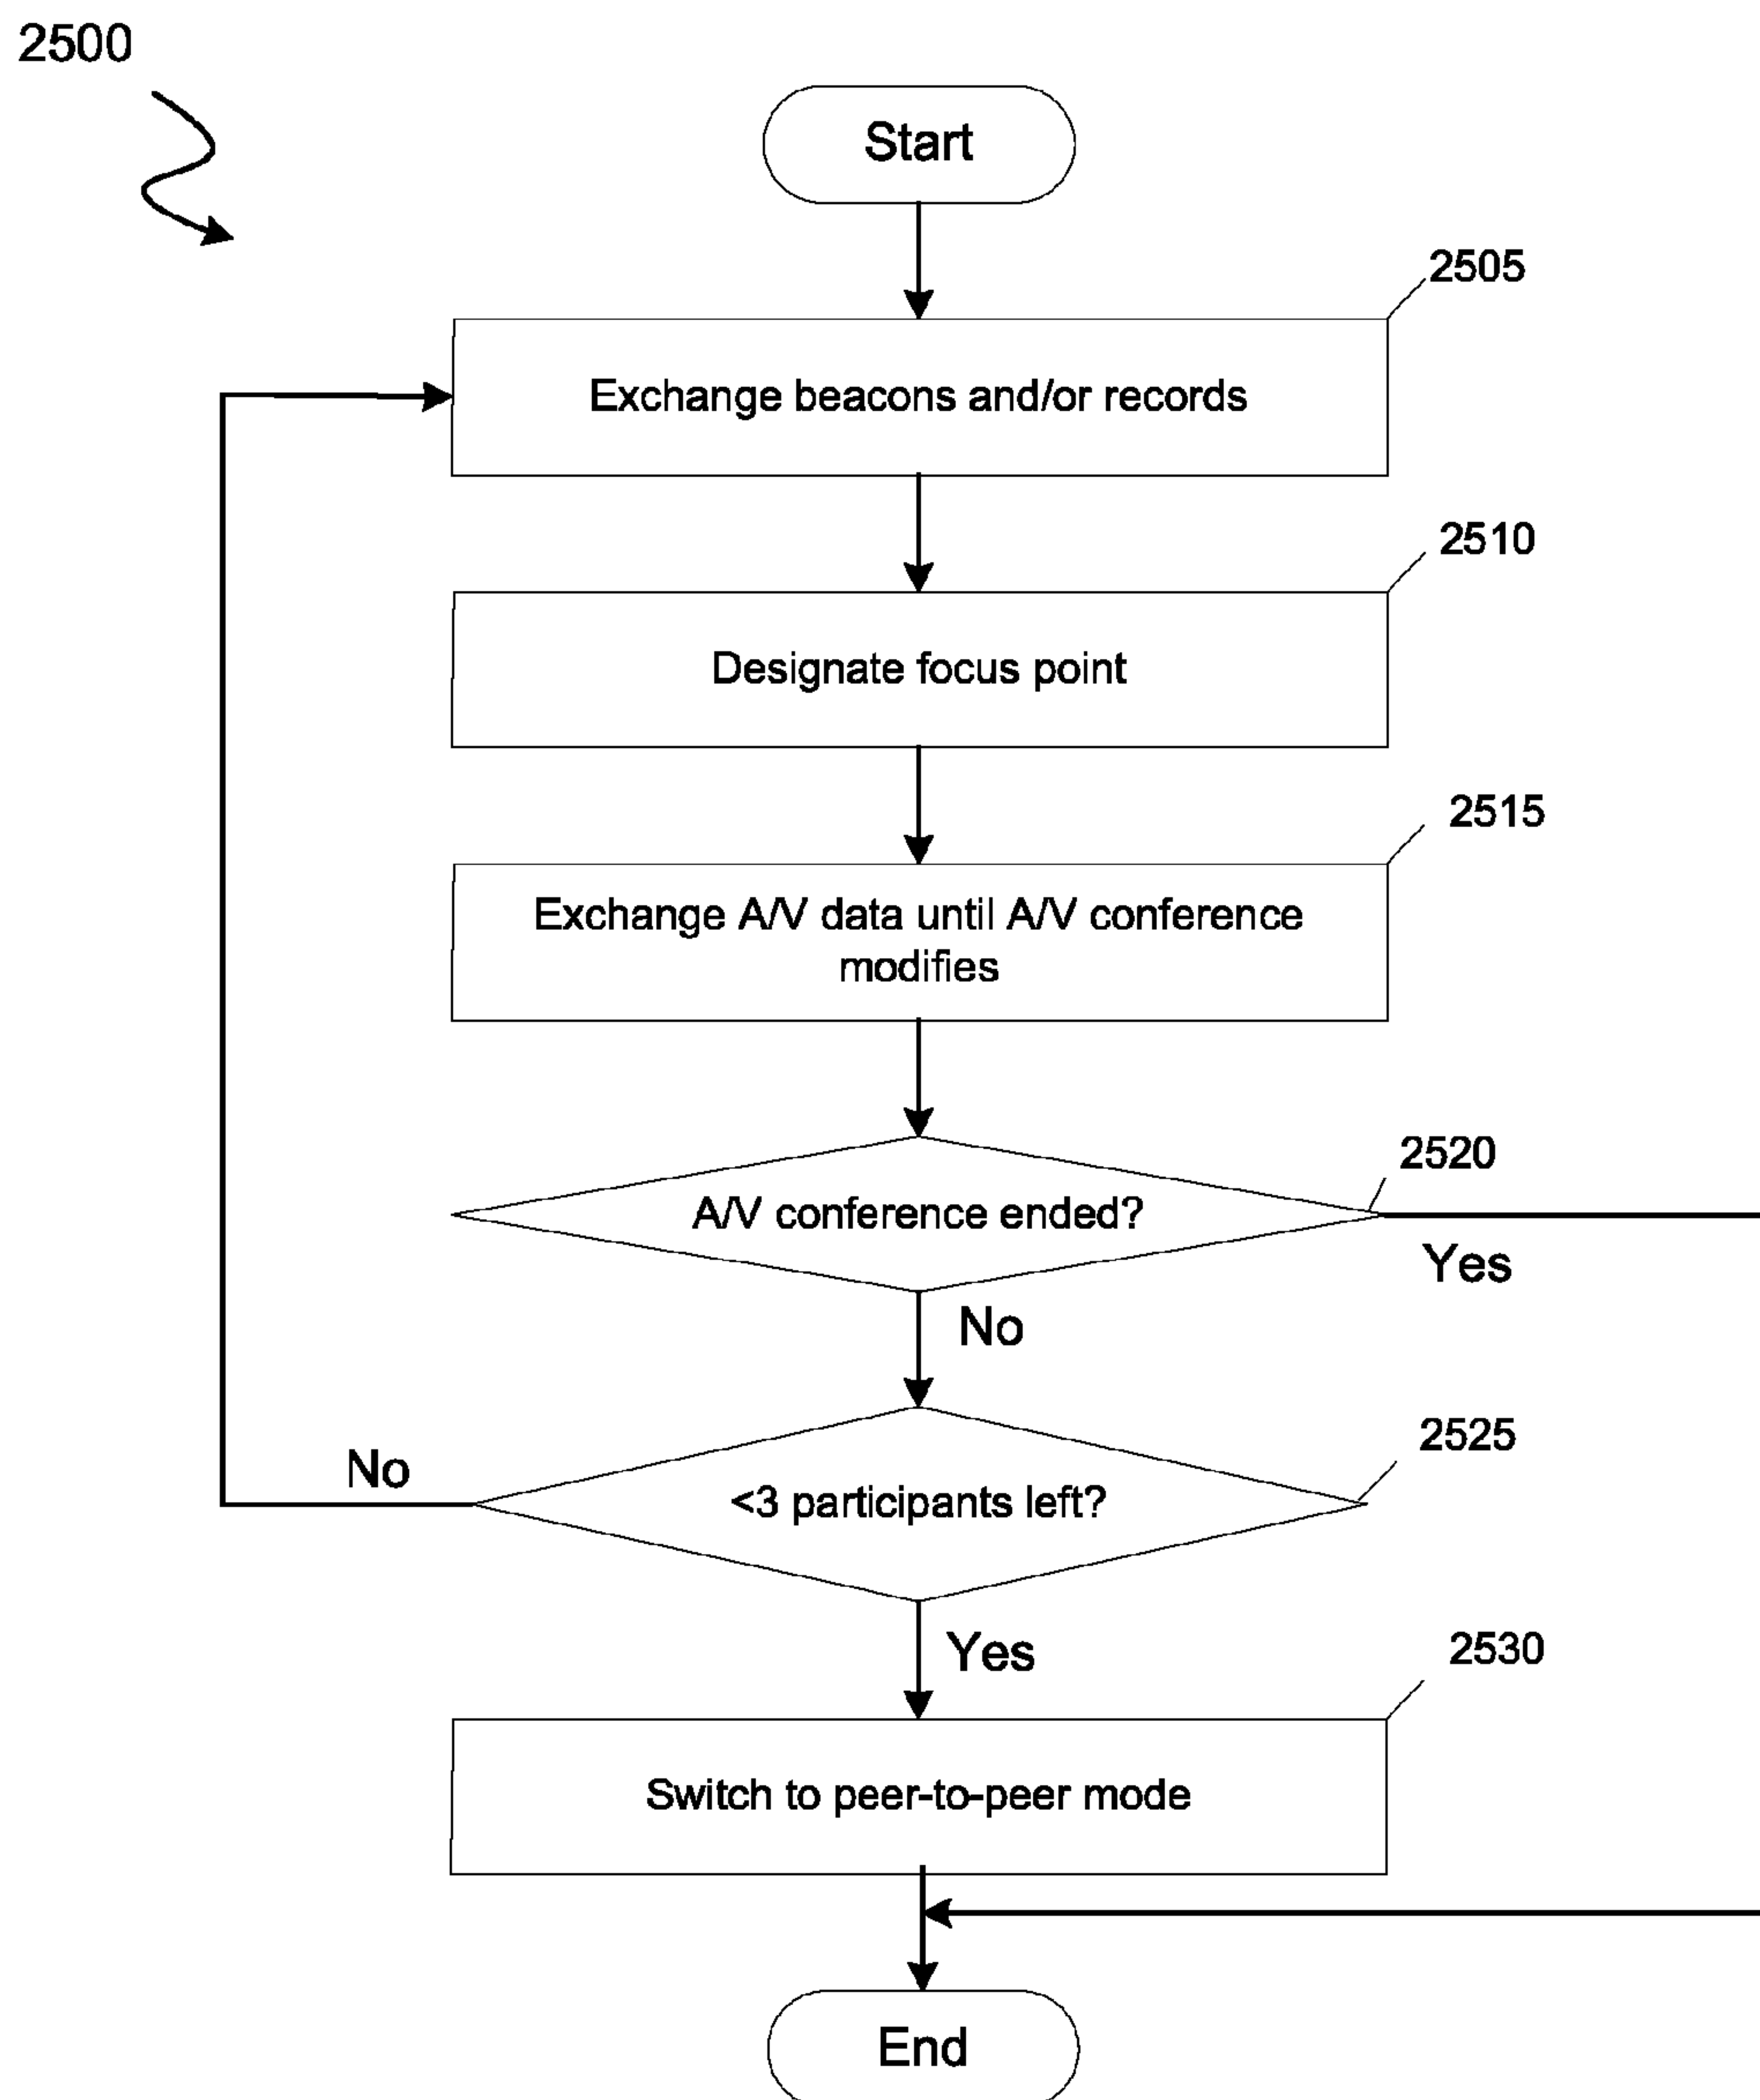 2500
Start
2505
Exchange beacons and/or records
2510
Designate focus point
2515
Exchange A/V data until A/V conference
modifies
2520
A/V conference ended?
Yes
No
2525
No
<3 participants left?
Yes
2530
Switch to peer-to-peer mode
End